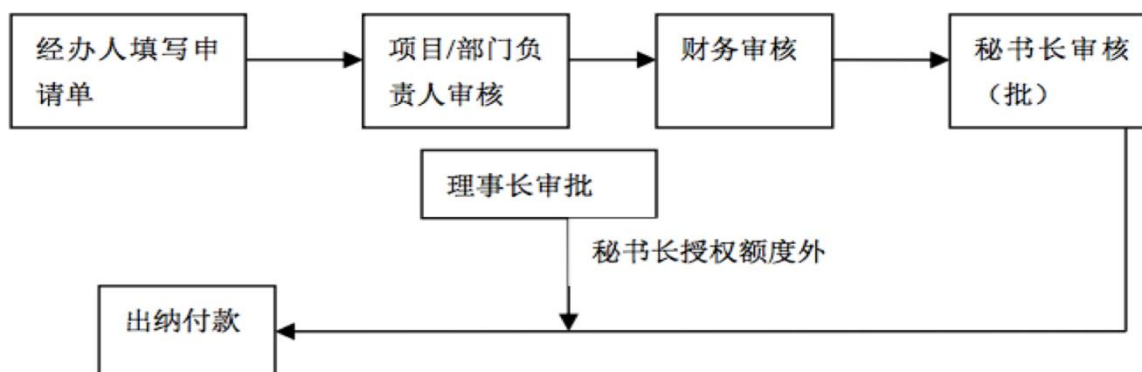 经办人填写申
请单
项目/部门负
责人审核
财务审核
秘书长审核
（批）
理事长审批
秘书长授权额度外
出纳付款